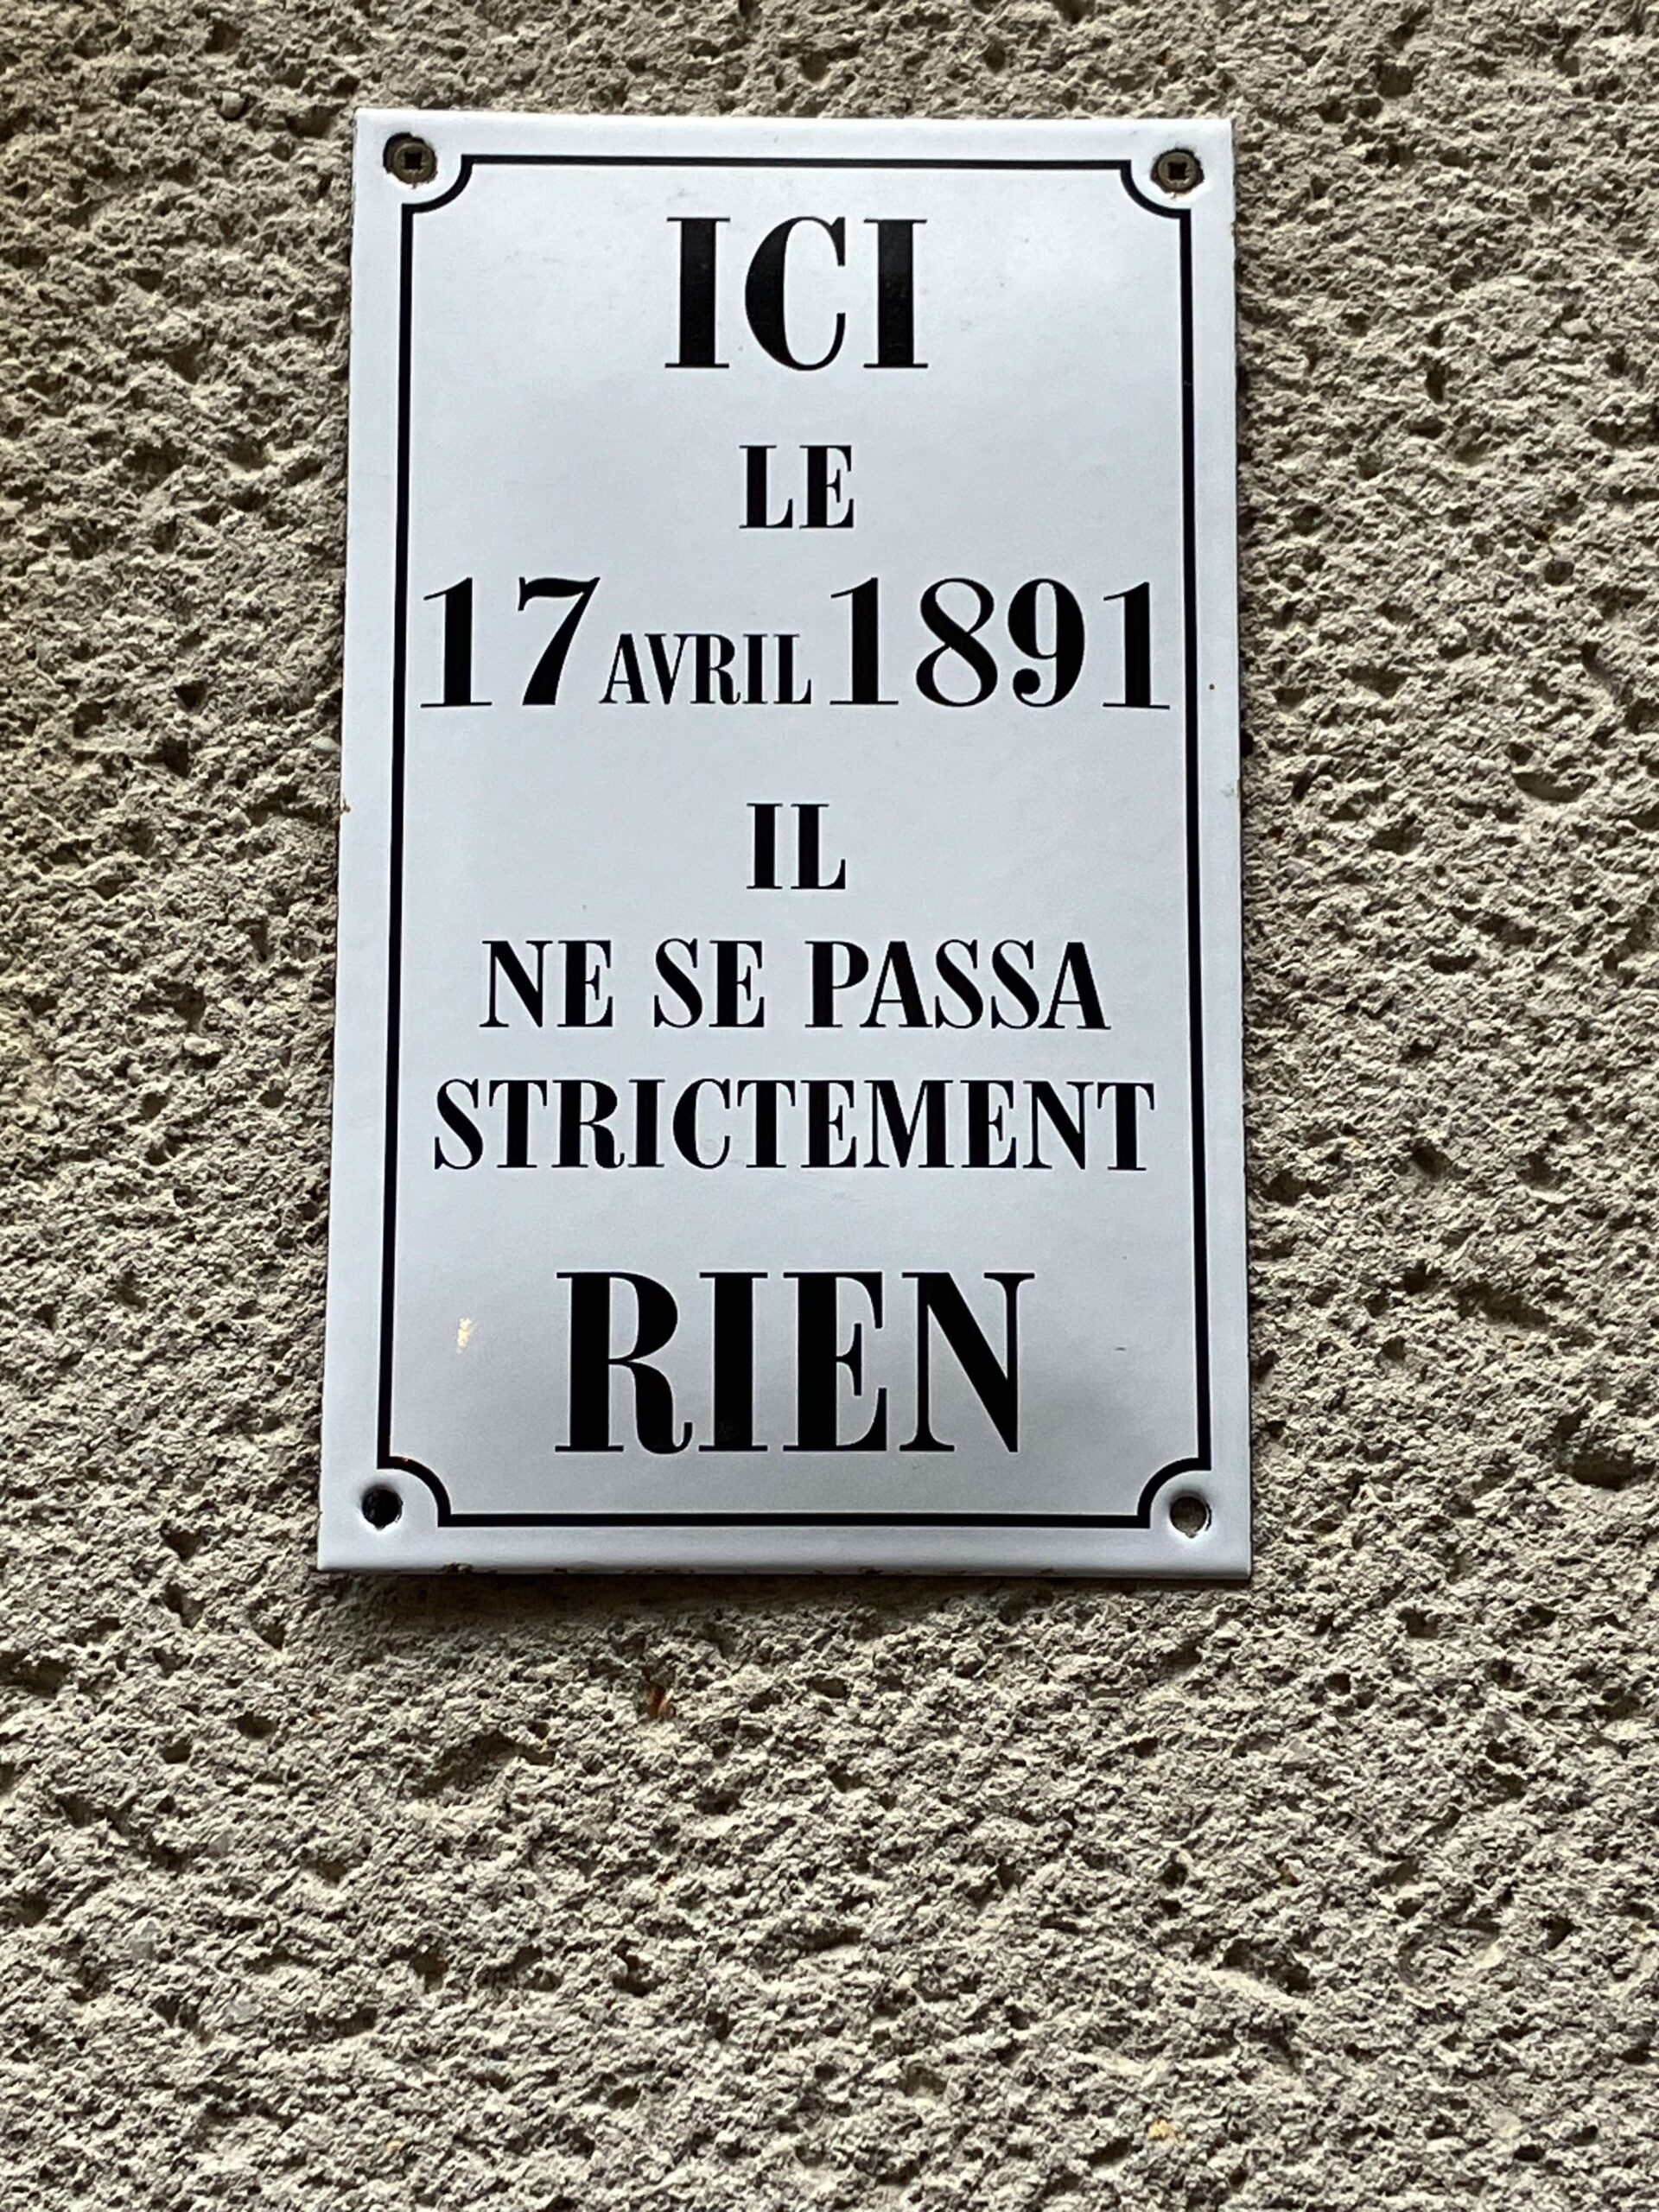 ICI
LE
17 AVRIL 1891
IL
NE SE PASSA
STRICTEMENT
RIEN